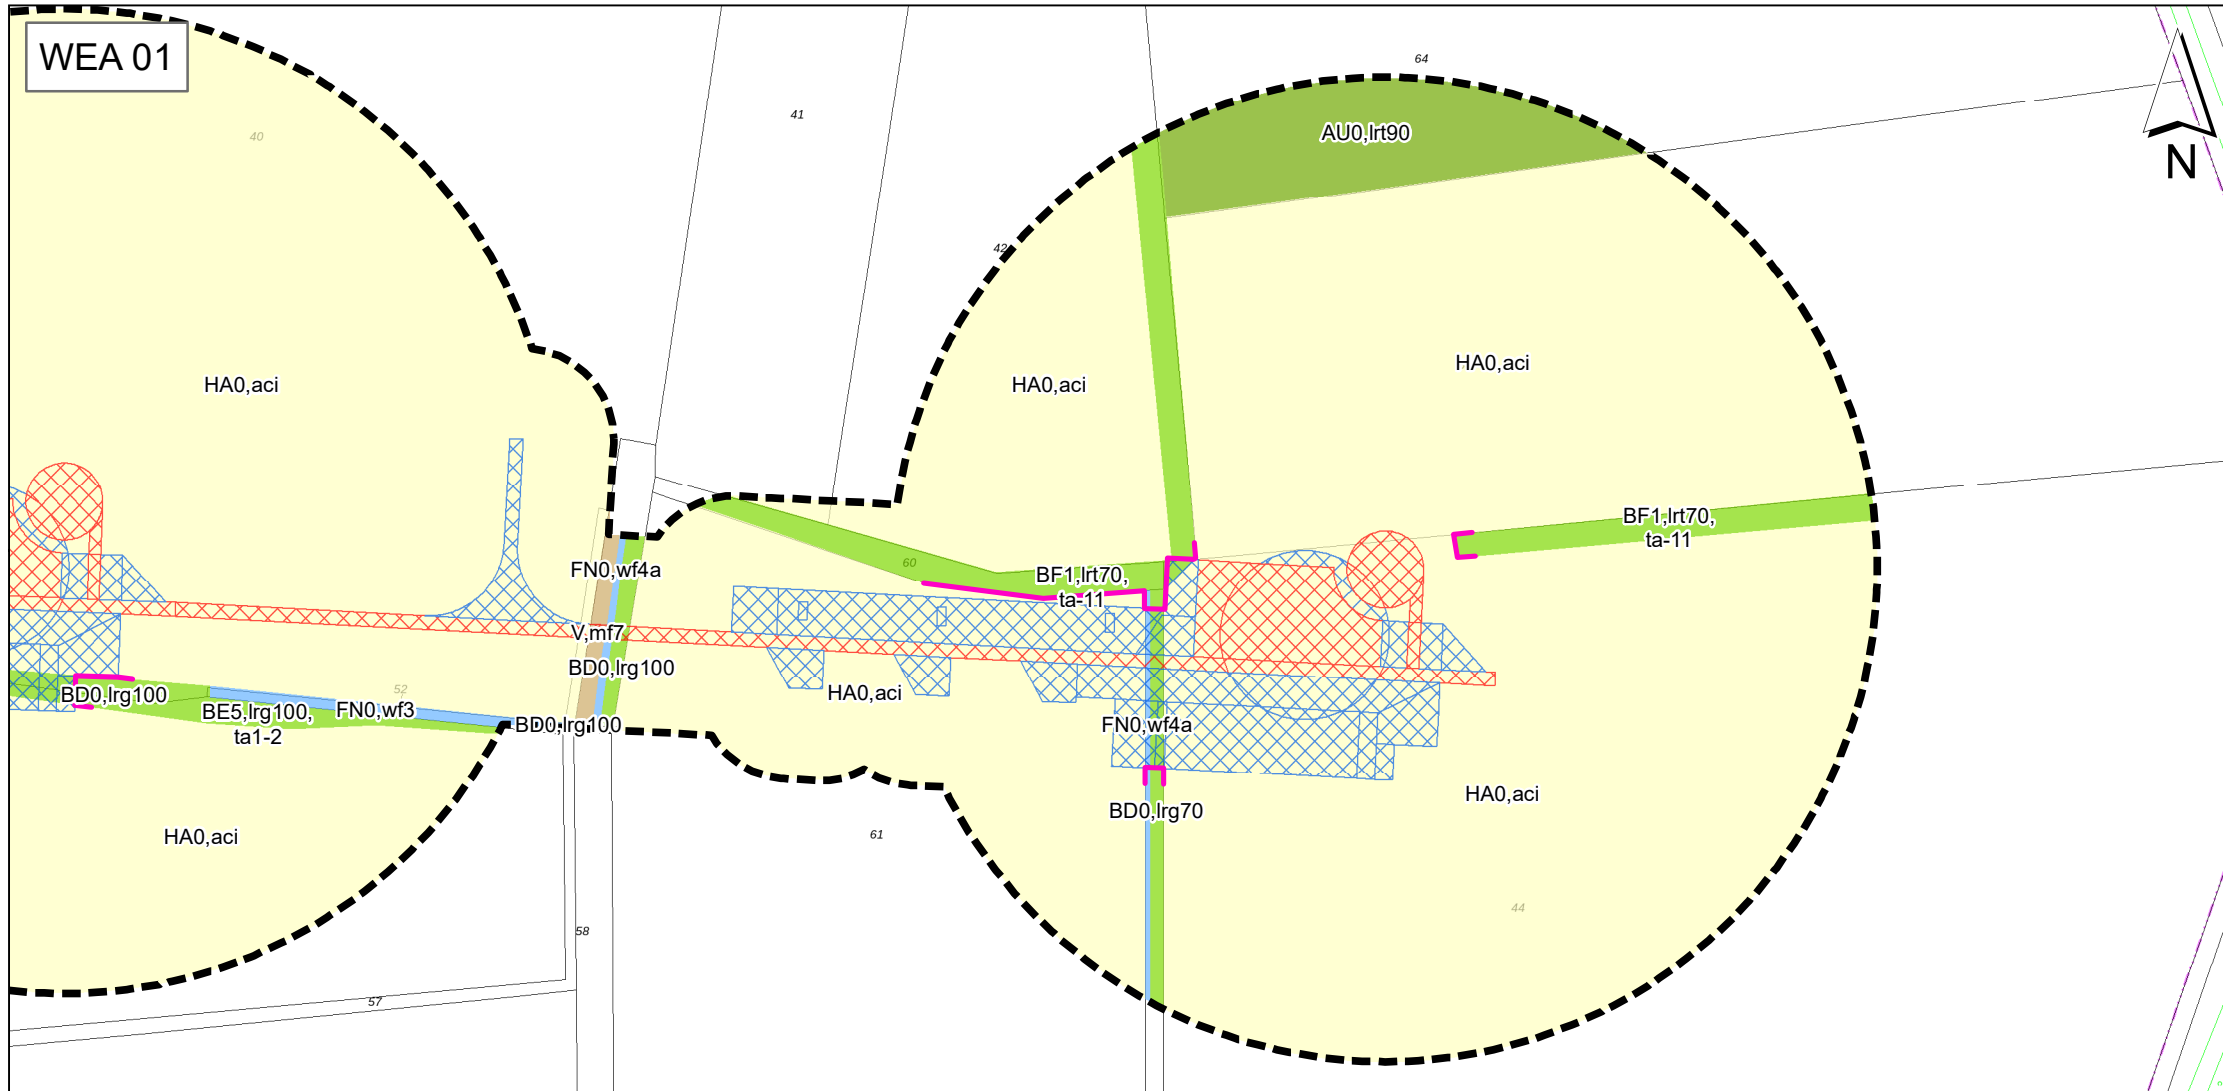 WEA 01
64
41
AU0,lrt90
40
N
42
HA0,aci
HA0,aci
HA0,aci
BF1,lrt70,
ta-11
60
FN0,wf4a
BF1,lrt70,
ta-11
V,mf7
BD0,lrg100
52
HA0,aci
BD0,lrg100
BE5,lrg100,
ta1-2
FN0,wf3
BD0,lrg100
FN0,wf4a
HA0,aci
BD0,lrg70
HA0,aci
61
44
58
57